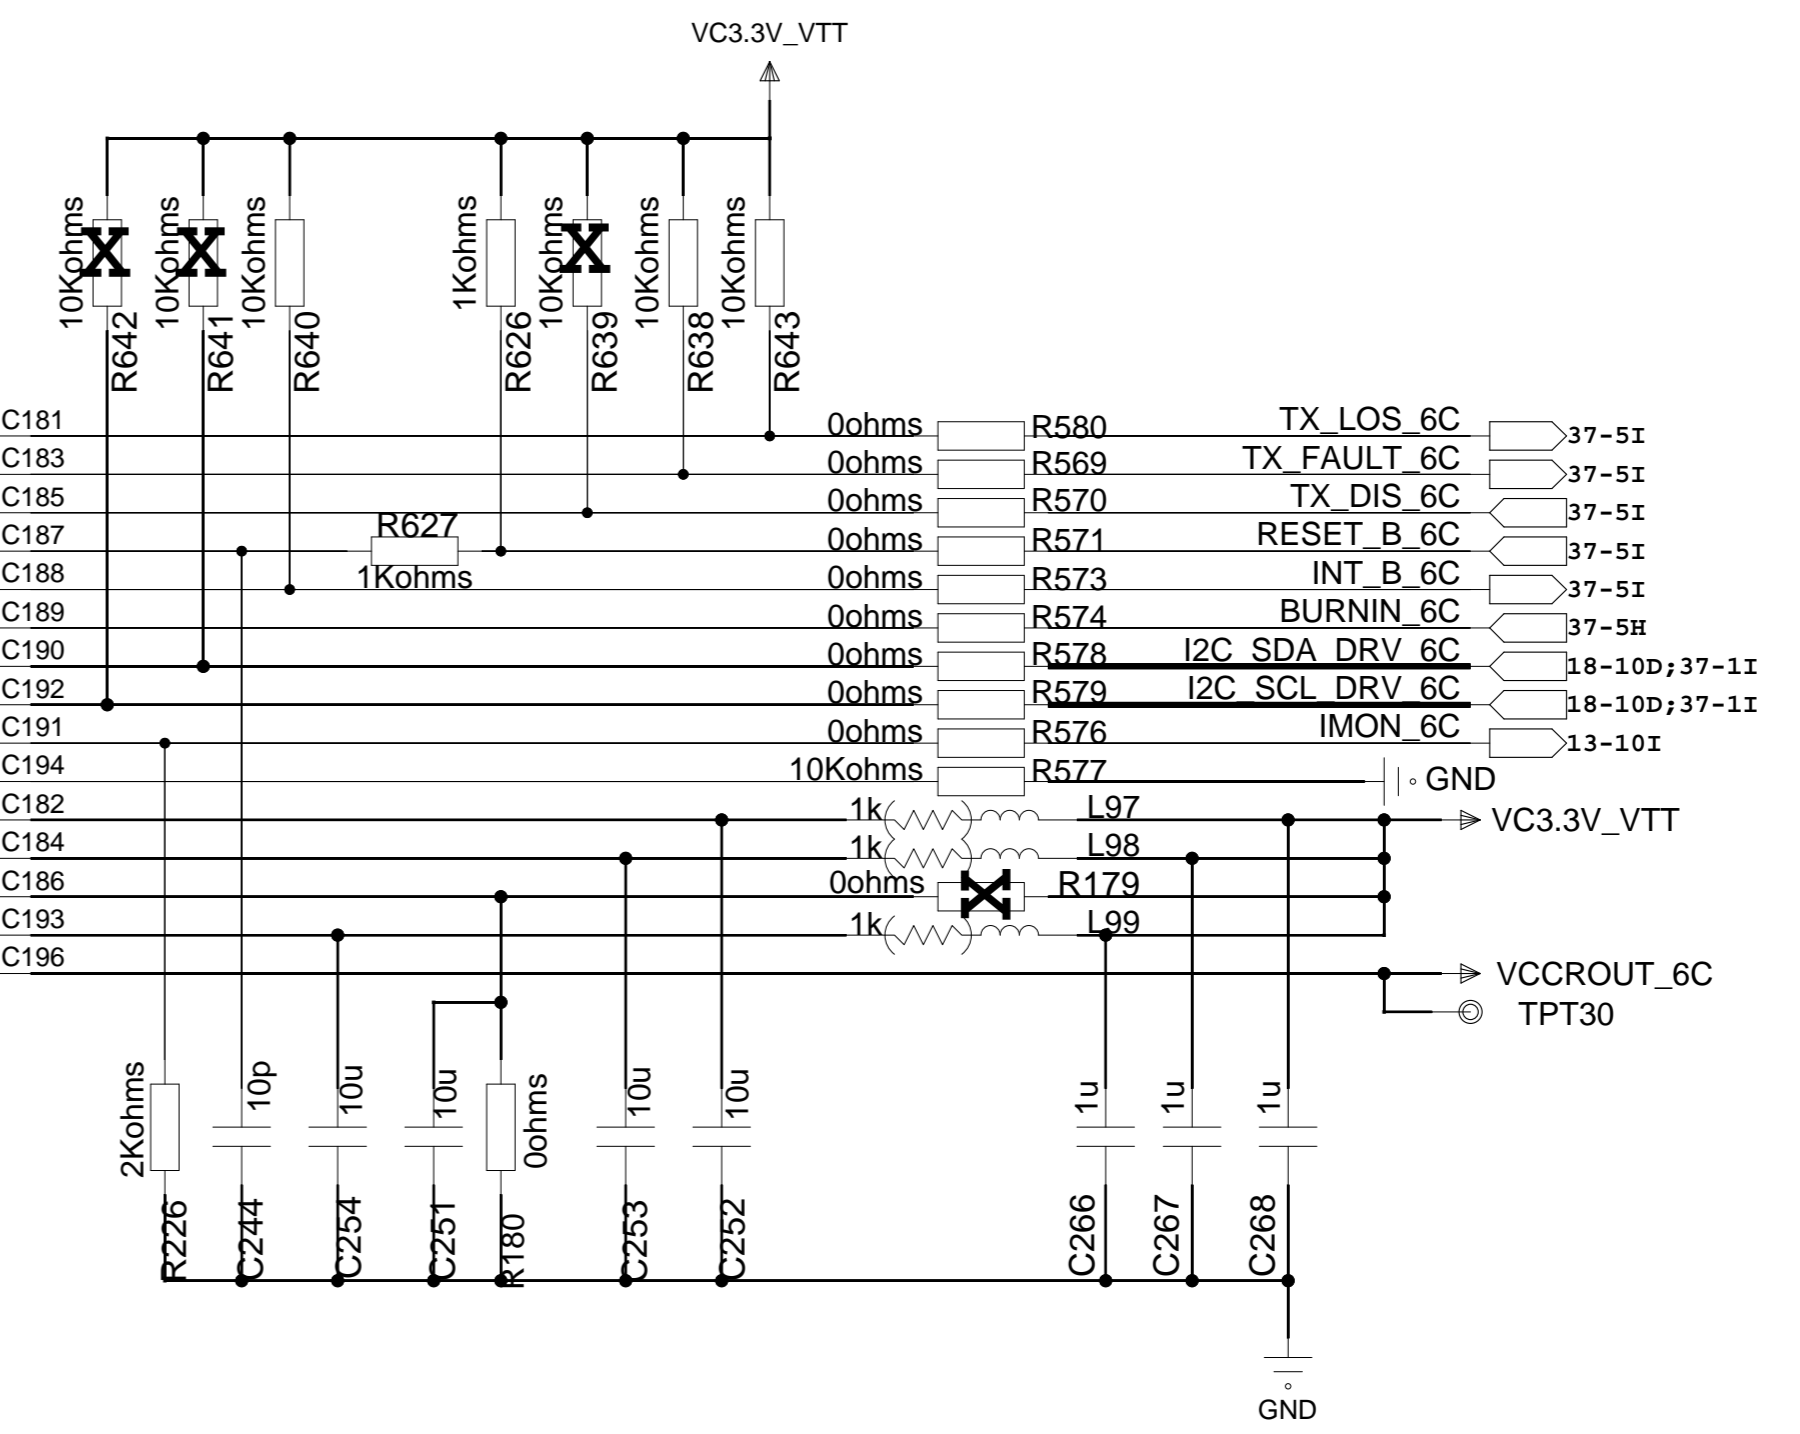 VC3.3V_VTT
10Kohms
R642
10Kohms
R641
10Kohms
R640
1Kohms
R626
10Kohms
R639
10Kohms
R638
10Kohms
R643
C181 0ohms R580 TX_LOS_6C 37-5I
C183 0ohms R569 TX_FAULT_6C 37-5I
C185 0ohms R570 TX_DIS_6C 37-5I
R627
C187 0ohms R571 RESET_B_6C 37-5I
1Kohms
C188 0ohms R573 INT_B_6C 37-5I
C189 0ohms R574 BURNIN_6C 37-5H
C190 0ohms R578 I2C_SDA_DRV_6C 18-10D;37-1I
C192 0ohms R579 I2C_SCL_DRV_6C 18-10D;37-1I
C191 0ohms R576 IMON_6C 13-10I
C194 10Kohms R577 GND
C182 1k L97 VC3.3V_VTT
C184 1k L98
C186 0ohms R179
C193 1k L99
C196 VCCROUT_6C
TPT30
2Kohms
R226
10p
C244
10u
C254
10u
C251
0ohms
R180
10u
C253
10u
C252
1u
C266
1u
C267
1u
C268
GND